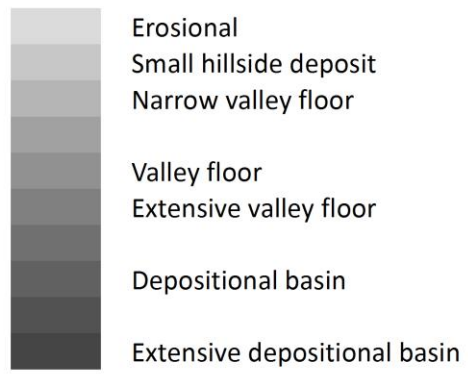 Erosional
Small hillside deposit
Narrow valley floor
Valley floor
Extensive valley floor
Depositional basin
Extensive depositional basin